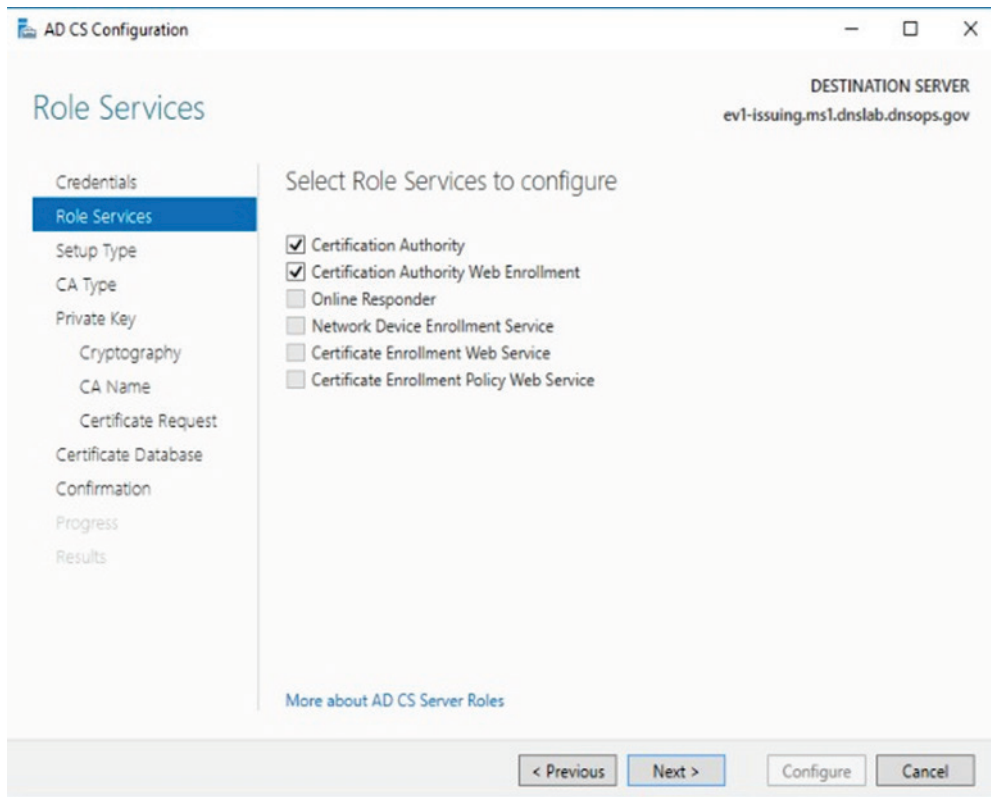 AD CS Configuration
DESTINATION SERVER
ev1-issuing.ms1.dnslab.dnsops.gov
Role Services
Credentials
Role Services
Setup Type
CA Type
Private Key
Cryptography
CA Name
Certificate Request
Certificate Database
Confirmation
Progress
Results
Select Role Services to configure
Certification Authority
Certification Authority Web Enrollment
Online Responder
Network Device Enrollment Service
Certificate Enrollment Web Service
Certificate Enrollment Policy Web Service
More about AD CS Server Roles
< Previous
Next >
Configure
Cancel